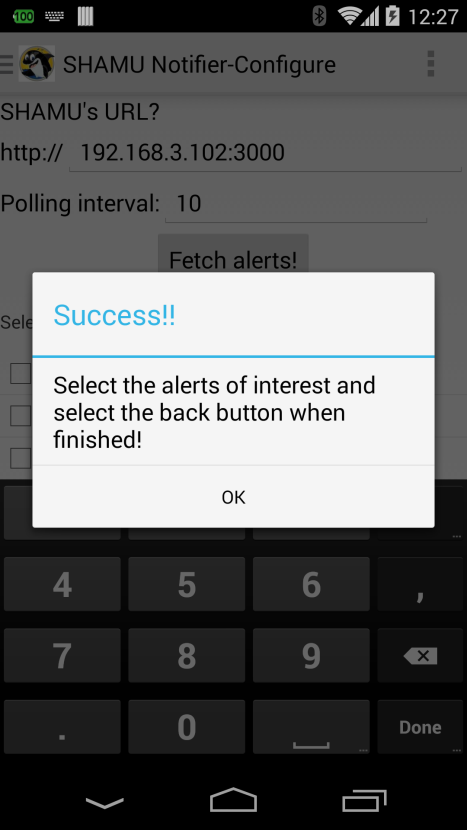 100 12:27
SHAMU Notifier-Configure
SHAMU's URL?
http:// 192.168.3.102:3000
Polling interval: 10
Fetch alerts!
Success!!
Select the alerts of interest and
select the back button when
finished!
OK
4 5 6 ,
7 8 9
. 0 Done